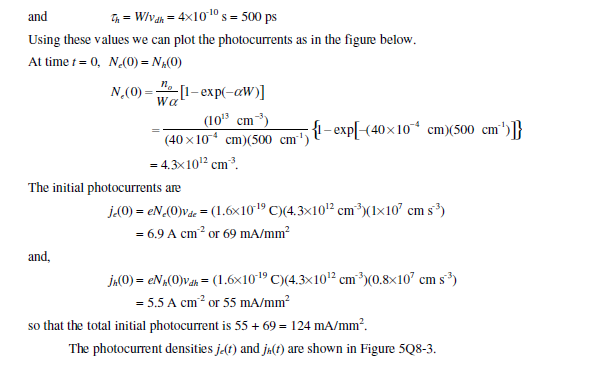 and τh = W/vdh = 4×10⁻¹⁰ s = 500 ps
Using these values we can plot the photocurrents as in the figure below.
At time t = 0, Ne(0) = Nh(0)
Ne(0) = no/Wα [1−exp(−αW)]
= (10¹³ cm⁻³)/(40×10⁻⁴ cm)(500 cm⁻¹) {1−exp[−(40×10⁻⁴ cm)(500 cm⁻¹)]}
= 4.3×10¹² cm⁻³.
The initial photocurrents are
je(0) = eNe(0)vde = (1.6×10⁻¹⁹ C)(4.3×10¹² cm⁻³)(1×10⁷ cm s⁻³)
= 6.9 A cm⁻² or 69 mA/mm²
and,
jh(0) = eNh(0)vdh = (1.6×10⁻¹⁹ C)(4.3×10¹² cm⁻³)(0.8×10⁷ cm s⁻³)
= 5.5 A cm⁻² or 55 mA/mm²
so that the total initial photocurrent is 55 + 69 = 124 mA/mm².
The photocurrent densities je(t) and jh(t) are shown in Figure 5Q8-3.